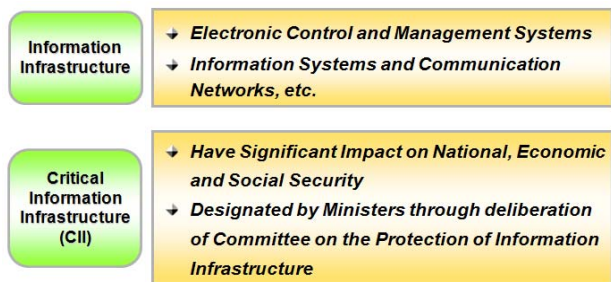 Information
Infrastructure
Electronic Control and Management Systems
Information Systems and Communication
Networks, etc.
Critical
Information
Infrastructure
(CII)
Have Significant Impact on National, Economic
and Social Security
Designated by Ministers through deliberation
of Committee on the Protection of Information
Infrastructure